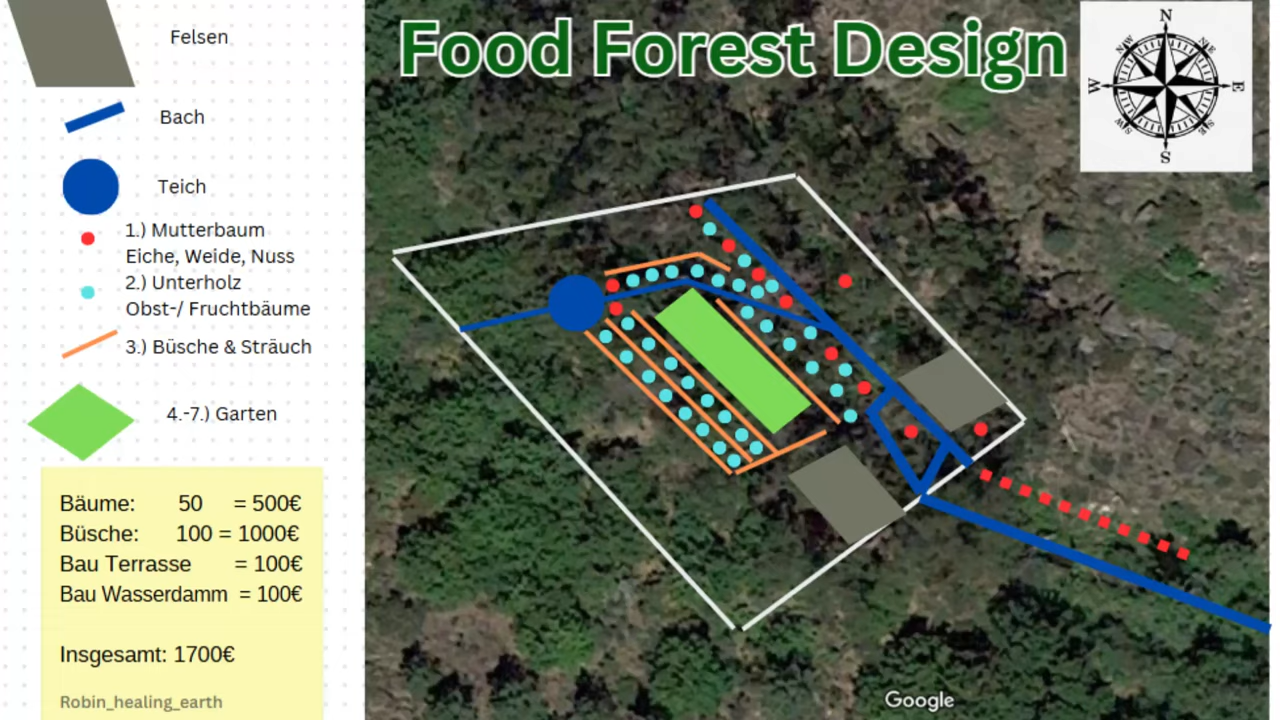 Food Forest Design
N
NW
NE
W
E
SW
SE
S
Felsen
Bach
Teich
1.) Mutterbaum
Eiche, Weide, Nuss
2.) Unterholz
Obst-/ Fruchtbäume
3.) Büsche & Sträuch
4.-7.) Garten
Bäume: 50 = 500€
Büsche: 100 = 1000€
Bau Terrasse = 100€
Bau Wasserdamm = 100€
Insgesamt: 1700€
Robin_healing_earth
Google